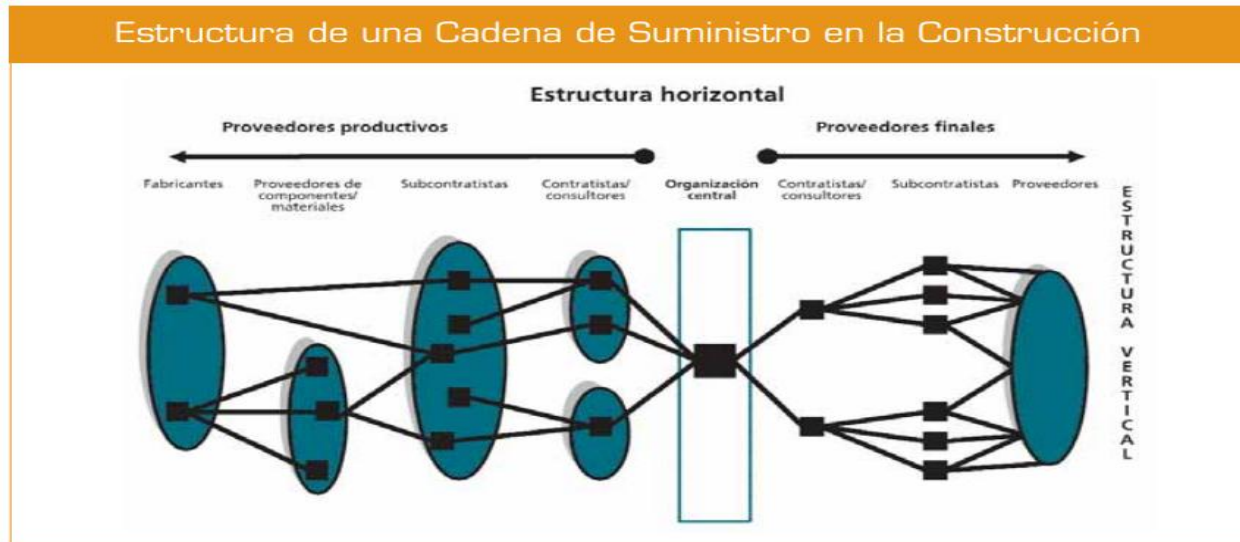 Estructura de una Cadena de Suministro en la Construcción
Estructura horizontal
Proveedores productivos
Proveedores finales
Fabricantes
Proveedores de
componentes/
materiales
Subcontratistas
Contratistas/
consultores
Organización
central
Contratistas/
consultores
Subcontratistas
Proveedores
ESTRUCTURA VERTICAL